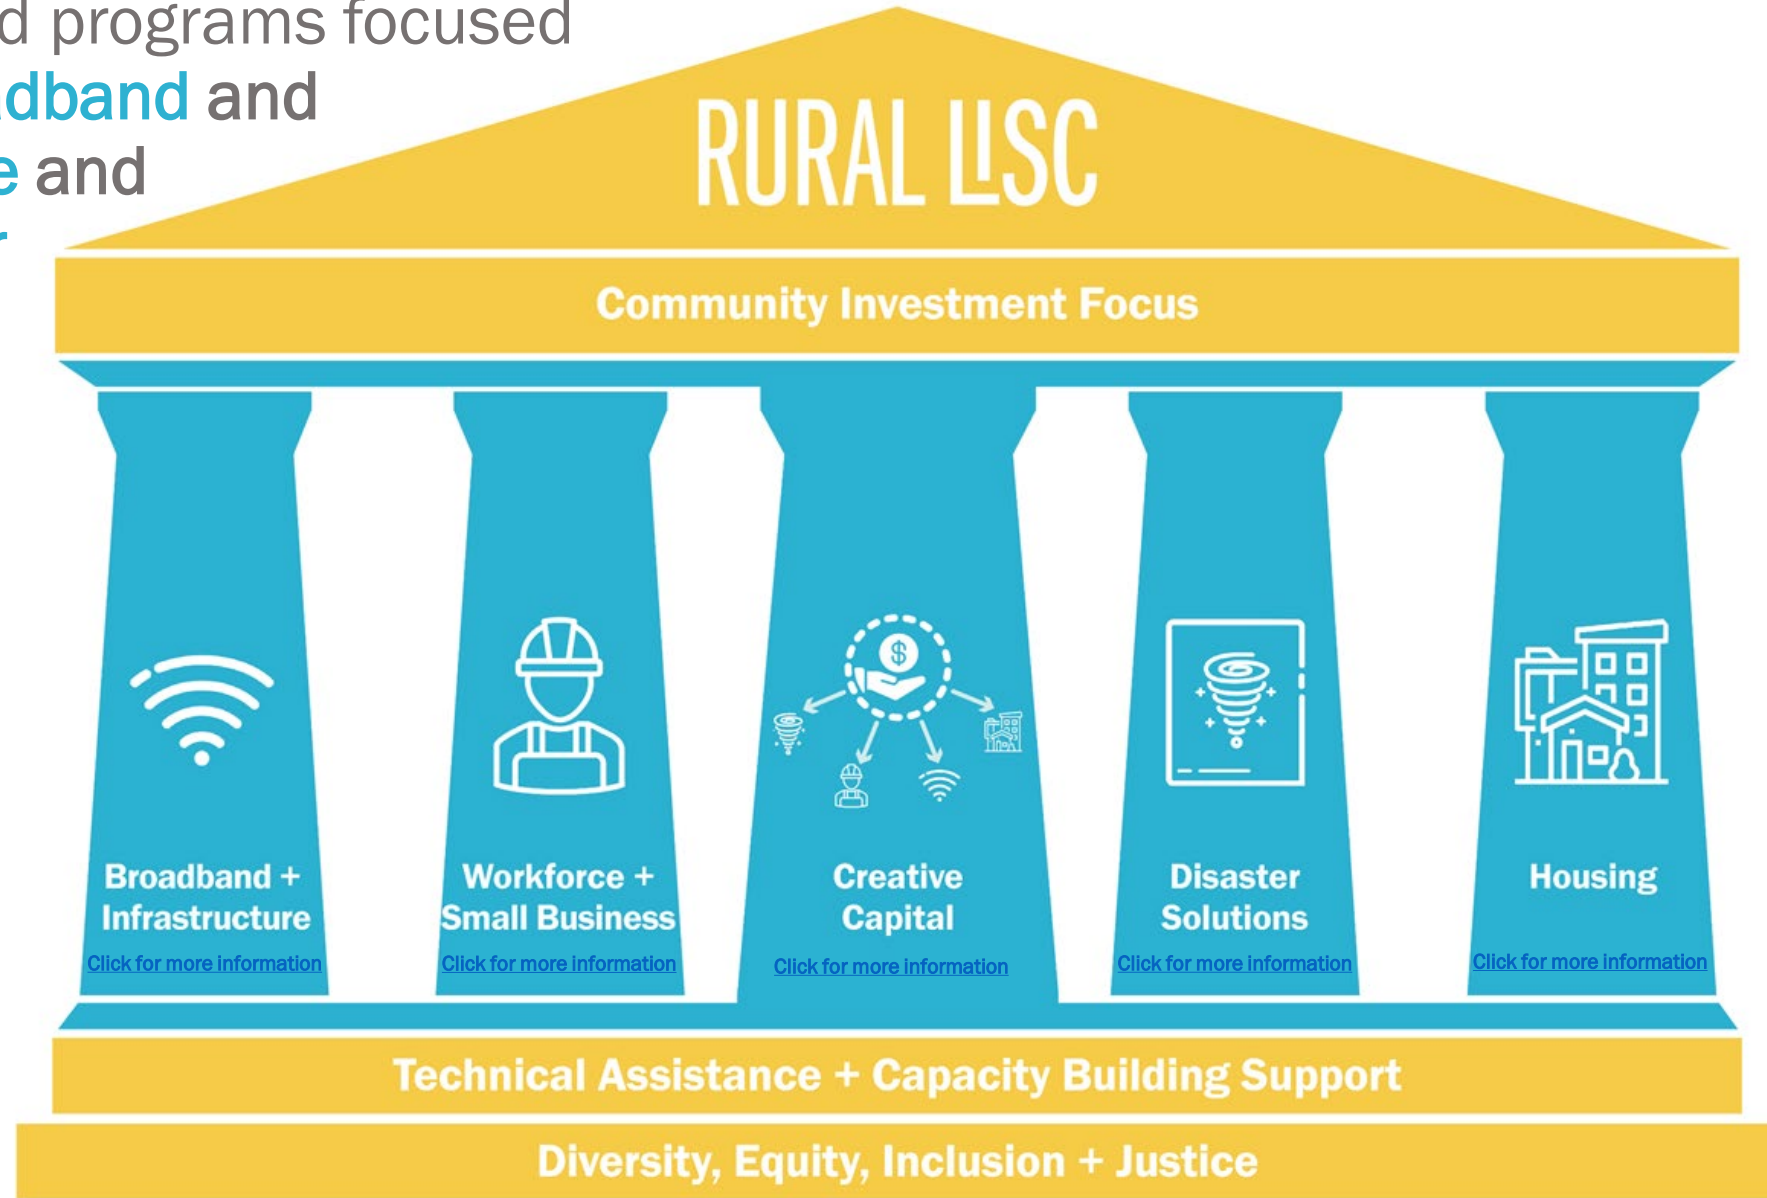 d programs focused
adband and
e and
RURAL LISC
Community Investment Focus
$
Broadband +
Infrastructure
Click for more information
Workforce +
Small Business
Click for more information
Creative
Capital
Click for more information
Disaster
Solutions
Click for more information
Housing
Click for more information
Technical Assistance + Capacity Building Support
Diversity, Equity, Inclusion + Justice